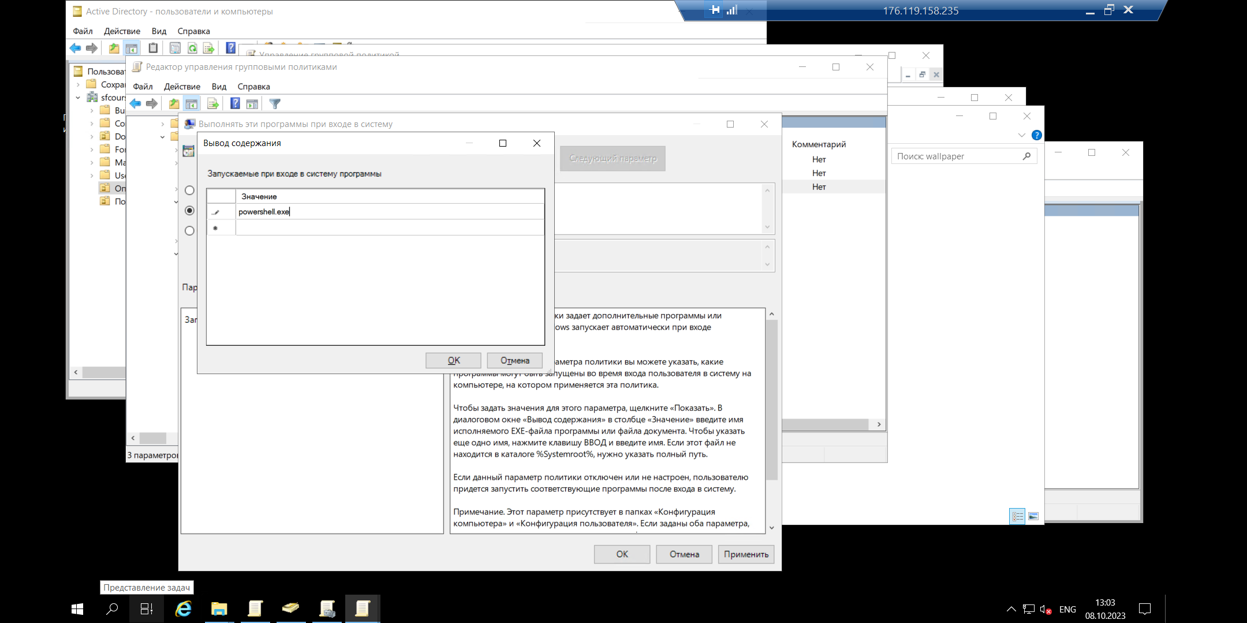 Active Directory - пользователи и компьютеры
176.119.158.235
Файл Действие Вид Справка
Управление групповой политикой
Редактор управления групповыми политиками
Файл Действие Вид Справка
Пользоват
Сохра
sfcour
Bu
Co
Do
For
Ma
Use
Оп
По
Выполнять эти программы при входе в систему
Вывод содержания
Следующий параметр
Комментарий
Нет
Нет
Нет
Поиск: wallpaper
Запускаемые при входе в систему программы
Значение
powershell.exe
OK
Отмена
Пар
Заг
ки задает дополнительные программы или
ows запускает автоматически при входе
аметра политики вы можете указать, какие
программы могут быть запущены во время входа пользователя в систему на
компьютере, на котором применяется эта политика.
Чтобы задать значения для этого параметра, щелкните «Показать». В
диалоговом окне «Вывод содержания» в столбце «Значение» введите имя
исполняемого EXE-файла программы или файла документа. Чтобы указать
еще одно имя, нажмите клавишу ВВОД и введите имя. Если этот файл не
находится в каталоге %Systemroot%, нужно указать полный путь.
Если данный параметр политики отключен или не настроен, пользователю
придется запустить соответствующие программы после входа в систему.
Примечание. Этот параметр присутствует в папках «Конфигурация
компьютера» и «Конфигурация пользователя». Если заданы оба параметра,
3 параметров
OK
Отмена
Применить
Представление задач
ENG
13:03
08.10.2023